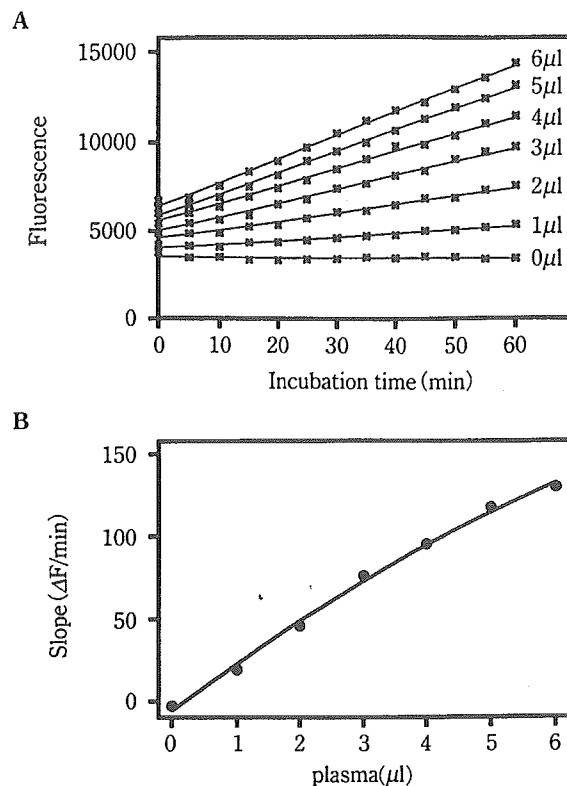 A
15000
10000
5000
0
Fluorescence
6μl
5μl
4μl
3μl
2μl
1μl
0μl
0 10 20 30 40 50 60
Incubation time (min)
B
150
100
50
0
Slope (ΔF/min)
0 1 2 3 4 5 6
plasma(μl)